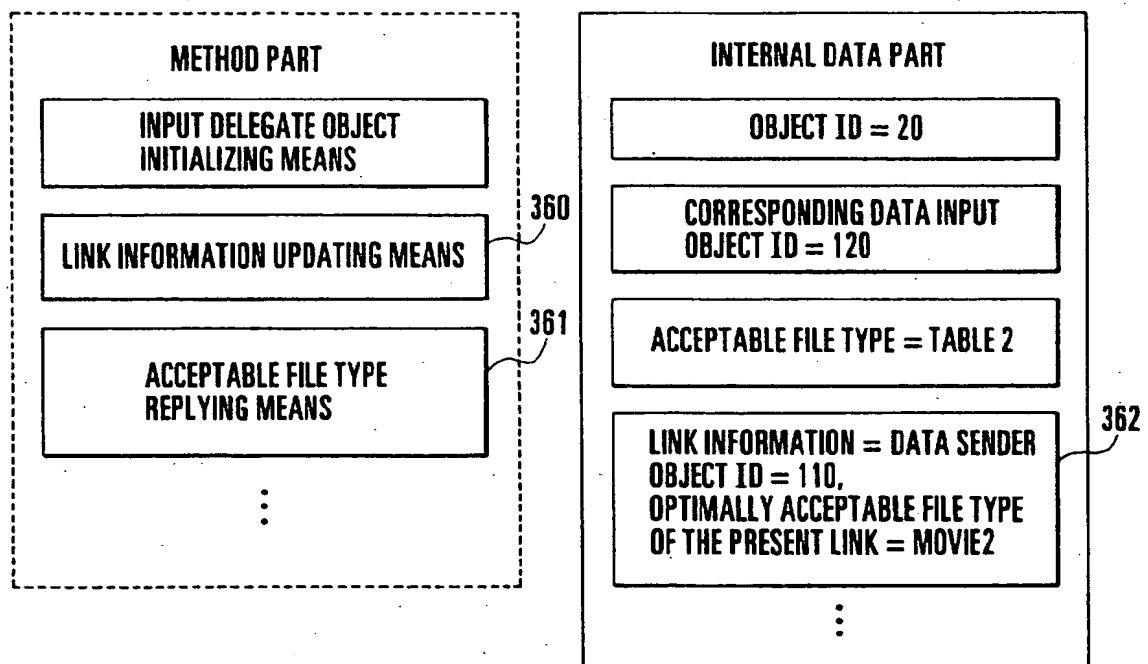 METHOD PART
INPUT DELEGATE OBJECT
INITIALIZING MEANS
360
LINK INFORMATION UPDATING MEANS
361
ACCEPTABLE FILE TYPE
REPLYING MEANS
INTERNAL DATA PART
OBJECT ID = 20
CORRESPONDING DATA INPUT
OBJECT ID = 120
ACCEPTABLE FILE TYPE = TABLE 2
362
LINK INFORMATION = DATA SENDER
OBJECT ID = 110,
OPTIMALLY ACCEPTABLE FILE TYPE
OF THE PRESENT LINK = MOVIE2